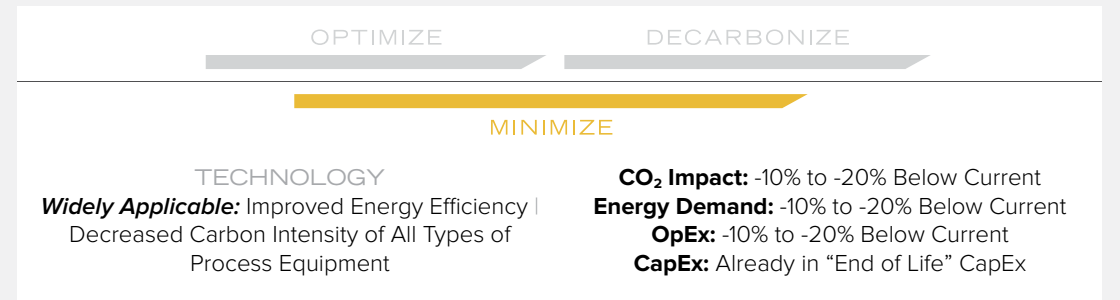 OPTIMIZE
DECARBONIZE
MINIMIZE
TECHNOLOGY
Widely Applicable: Improved Energy Efficiency |
Decreased Carbon Intensity of All Types of
Process Equipment
CO₂ Impact: -10% to -20% Below Current
Energy Demand: -10% to -20% Below Current
OpEx: -10% to -20% Below Current
CapEx: Already in “End of Life” CapEx